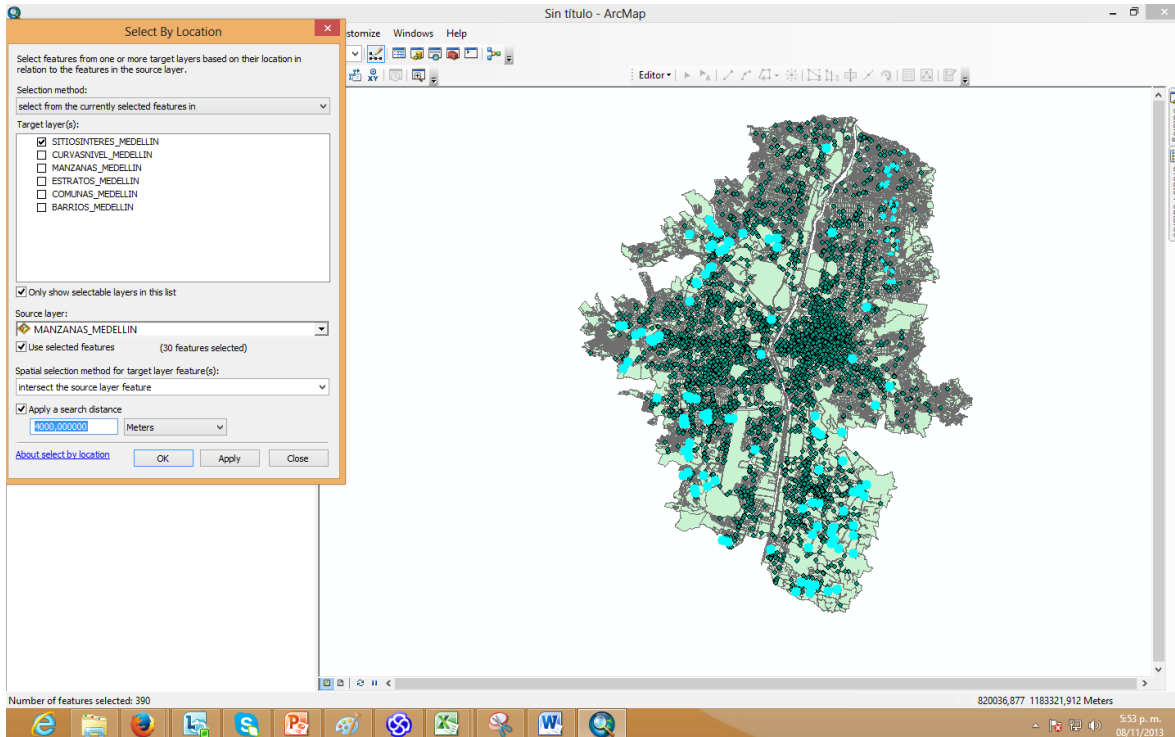 Sin título - ArcMap
Select By Location
Select features from one or more target layers based on their location in
relation to the features in the source layer.
Selection method:
select from the currently selected features in
Target layer(s):
SITIOSINTERES_MEDELLIN
CURVASNIVEL_MEDELLIN
MANZANAS_MEDELLIN
ESTRATOS_MEDELLIN
COMUNAS_MEDELLIN
BARRIOS_MEDELLIN
Only show selectable layers in this list
Source layer:
MANZANAS_MEDELLIN
Use selected features (30 features selected)
Spatial selection method for target layer feature(s):
intersect the source layer feature
Apply a search distance
4000,000000 Meters
About select by location OK Apply Close
stomize Windows Help
XY
Editor
Number of features selected: 390
820036,877 1183321,912 Meters
5:53 p. m.
08/11/2013